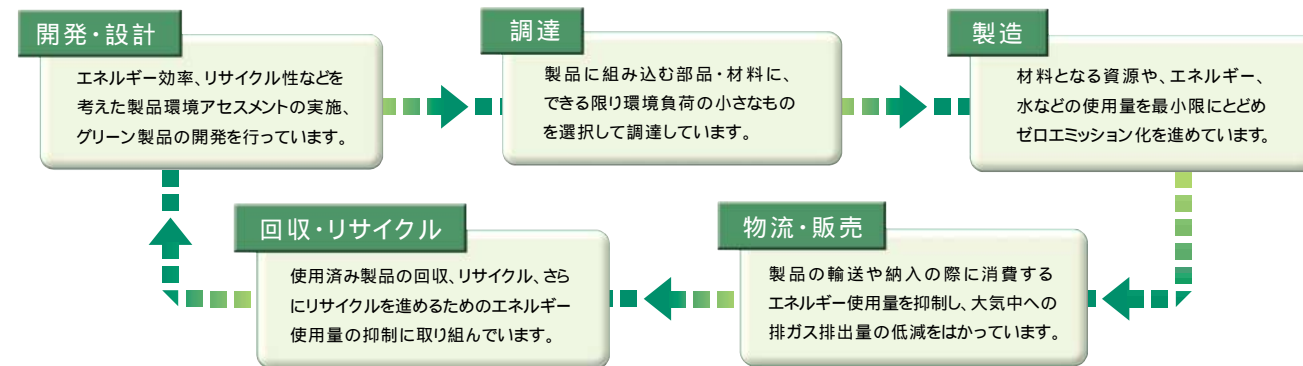 開発・設計
エネルギー効率、リサイクル性などを
考えた製品環境アセスメントの実施、
グリーン製品の開発を行っています。
調達
製品に組み込む部品・材料に、
できる限り環境負荷の小さなもの
を選択して調達しています。
製造
材料となる資源や、エネルギー、
水などの使用量を最小限にとどめ
ゼロエミッション化を進めています。
物流・販売
製品の輸送や納入の際に消費する
エネルギー使用量を抑制し、大気中への
排ガス排出量の低減をはかっています。
回収・リサイクル
使用済み製品の回収、リサイクル、さら
にリサイクルを進めるためのエネルギー
使用量の抑制に取り組んでいます。